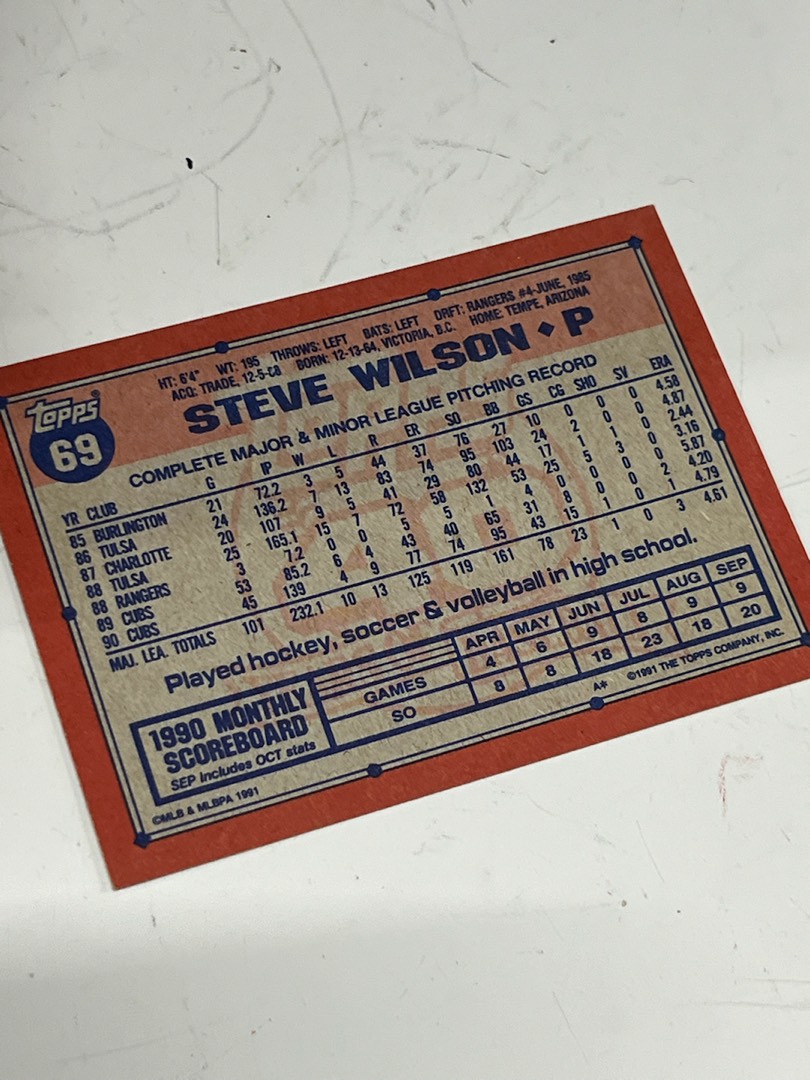 HT: 6'4" WT: 195 THROWS: LEFT BATS: LEFT DRFT: RANGERS #4-JUNE, 1985
ACQ: TRADE, 12-5-88 BORN: 12-13-64, VICTORIA, B.C. HOME: TEMPE, ARIZONA
topps
69
STEVE WILSON ♦ P
COMPLETE MAJOR & MINOR LEAGUE PITCHING RECORD
YR CLUB G IP W L R ER SO BB GS CG SHO SV ERA
85 BURLINGTON 21 72.2 3 5 44 37 76 27 10 0 0 0 4.58
86 TULSA 24 136.2 7 13 83 74 95 103 24 2 0 0 4.87
87 CHARLOTTE 20 107 9 5 41 29 80 44 17 1 0 0 2.44
88 TULSA 25 165.1 15 7 72 58 132 53 25 5 3 0 3.16
88 RANGERS 3 7.2 0 0 5 5 1 4 0 0 0 0 5.87
89 CUBS 53 85.2 6 4 43 40 65 31 8 0 0 2 4.20
90 CUBS 45 139 4 9 77 74 95 43 15 1 0 1 4.79
MAJ. LEA. TOTALS 101 232.1 10 13 125 119 161 78 23 1 0 3 4.61
Played hockey, soccer & volleyball in high school.
1990 MONTHLY
SCOREBOARD
SEP includes OCT stats
APR MAY JUN JUL AUG SEP
GAMES 4 6 9 8 9 9
SO 8 8 18 23 18 20
©MLB & MLBPA 1991
A*
©1991 THE TOPPS COMPANY, INC.